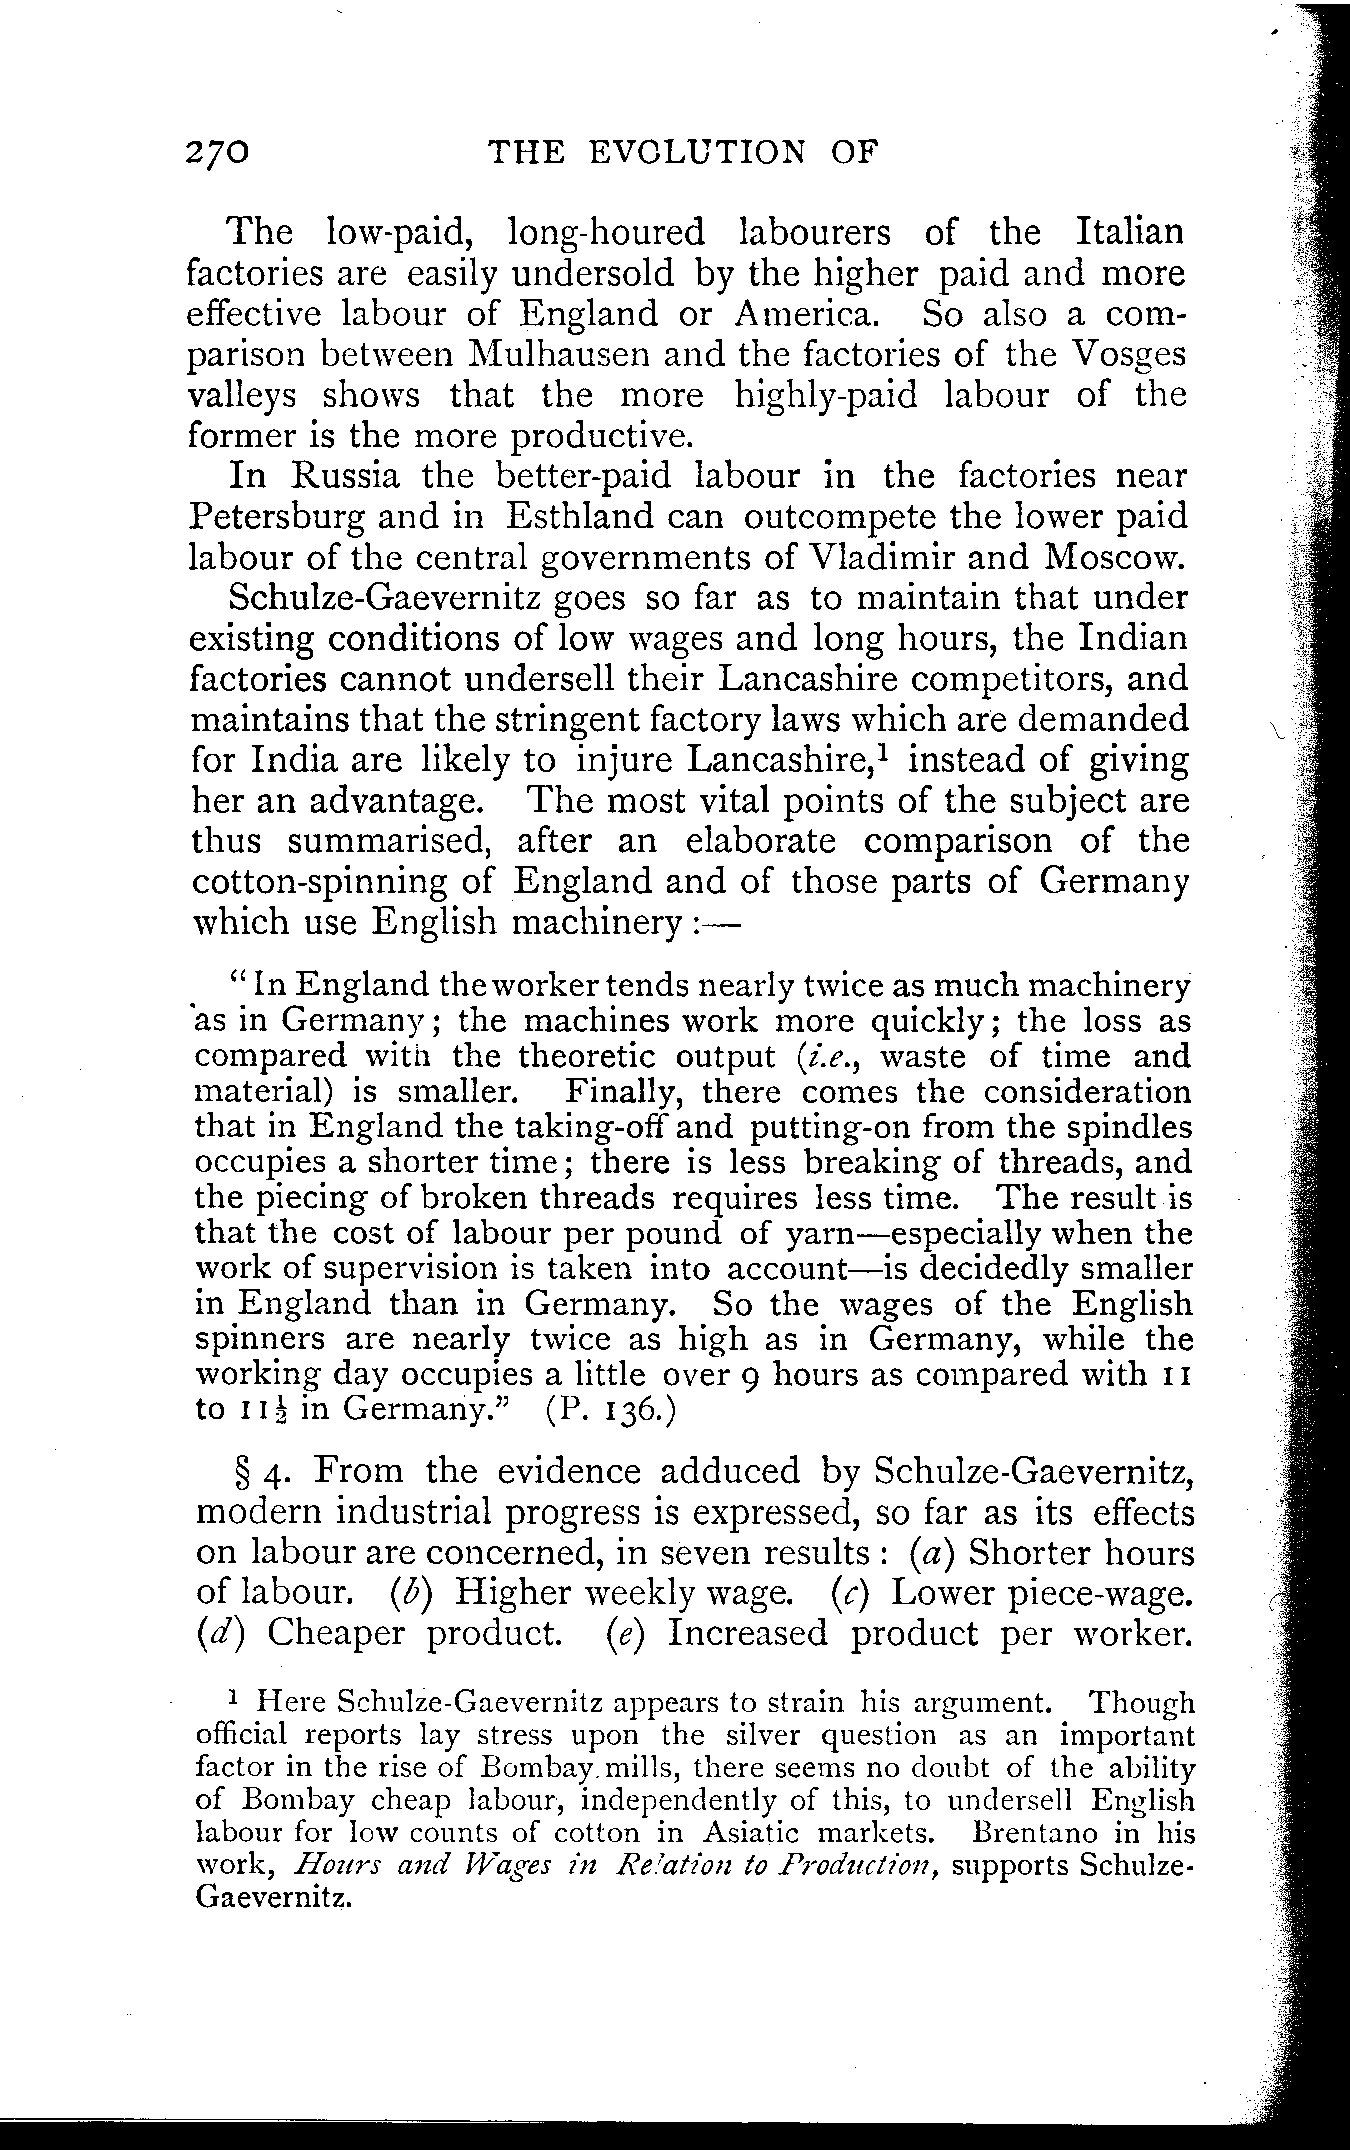 270 THE EVOLUTION OF
The low-paid, long-houred labourers of the Italian
factories are easily undersold by the higher paid and more
effective labour of England or America. So also a com-
parison between Mulhausen and the factories of the Vosges
valleys shows that the more highly-paid labour of the
former is the more productive.
In Russia the better-paid labour in the factories near
Petersburg and in Esthland can outcompete the lower paid
labour of the central governments of Vladimir and Moscow.
Schulze-Gaevernitz goes so far as to maintain that under
existing conditions of low wages and long hours, the Indian
factories cannot undersell their Lancashire competitors, and
maintains that the stringent factory laws which are demanded
for India are likely to injure Lancashire,¹ instead of giving
her an advantage. The most vital points of the subject are
thus summarised, after an elaborate comparison of the
cotton-spinning of England and of those parts of Germany
which use English machinery :—
“In England the worker tends nearly twice as much machinery
as in Germany; the machines work more quickly; the loss as
compared with the theoretic output (i.e., waste of time and
material) is smaller. Finally, there comes the consideration
that in England the taking-off and putting-on from the spindles
occupies a shorter time; there is less breaking of threads, and
the piecing of broken threads requires less time. The result is
that the cost of labour per pound of yarn—especially when the
work of supervision is taken into account—is decidedly smaller
in England than in Germany. So the wages of the English
spinners are nearly twice as high as in Germany, while the
working day occupies a little over 9 hours as compared with 11
to 11½ in Germany.” (P. 136.)
§ 4. From the evidence adduced by Schulze-Gaevernitz,
modern industrial progress is expressed, so far as its effects
on labour are concerned, in seven results : (a) Shorter hours
of labour. (b) Higher weekly wage. (c) Lower piece-wage.
(d) Cheaper product. (e) Increased product per worker.
¹ Here Schulze-Gaevernitz appears to strain his argument. Though
official reports lay stress upon the silver question as an important
factor in the rise of Bombay mills, there seems no doubt of the ability
of Bombay cheap labour, independently of this, to undersell English
labour for low counts of cotton in Asiatic markets. Brentano in his
work, Hours and Wages in Relation to Production, supports Schulze-
Gaevernitz.